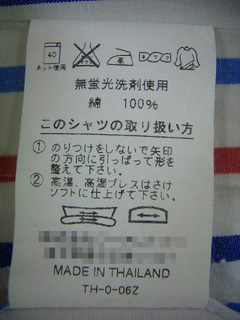 40
ネット使用
無蛍光洗剤使用
綿 100%
このシャツの取り扱い方
① のりつけをしないで矢印
の方向に引っぱって形を
整えて下さい。
② 高温、高湿プレスはさけ
ソフトに仕上げて下さい。
MADE IN THAILAND
TH-0-06Z